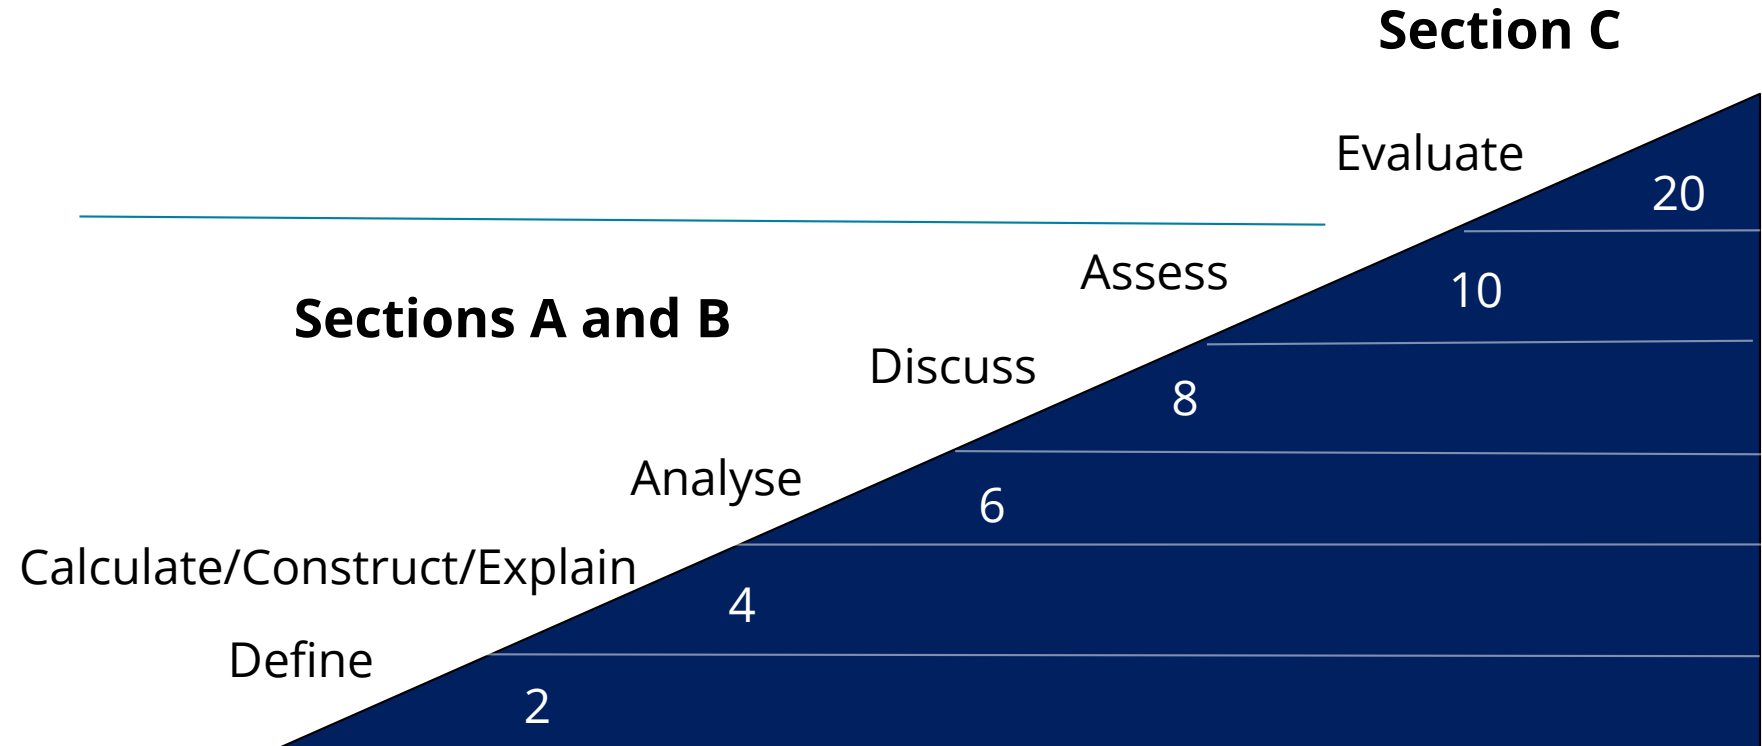 Section C
Evaluate
20
Assess
10
Sections A and B
Discuss
8
Analyse
6
Calculate/Construct/Explain
4
Define
2